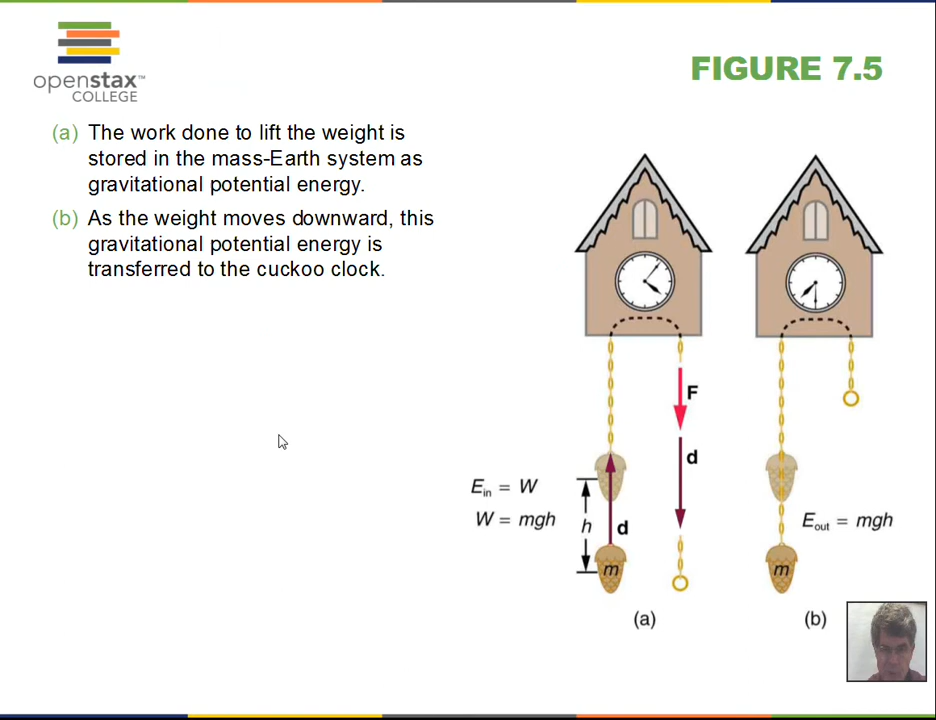 openstax™
COLLEGE
FIGURE 7.5
(a) The work done to lift the weight is
stored in the mass-Earth system as
gravitational potential energy.
(b) As the weight moves downward, this
gravitational potential energy is
transferred to the cuckoo clock.
F
d
E_in = W
W = mgh
h
d
m
(a)
E_out = mgh
m
(b)